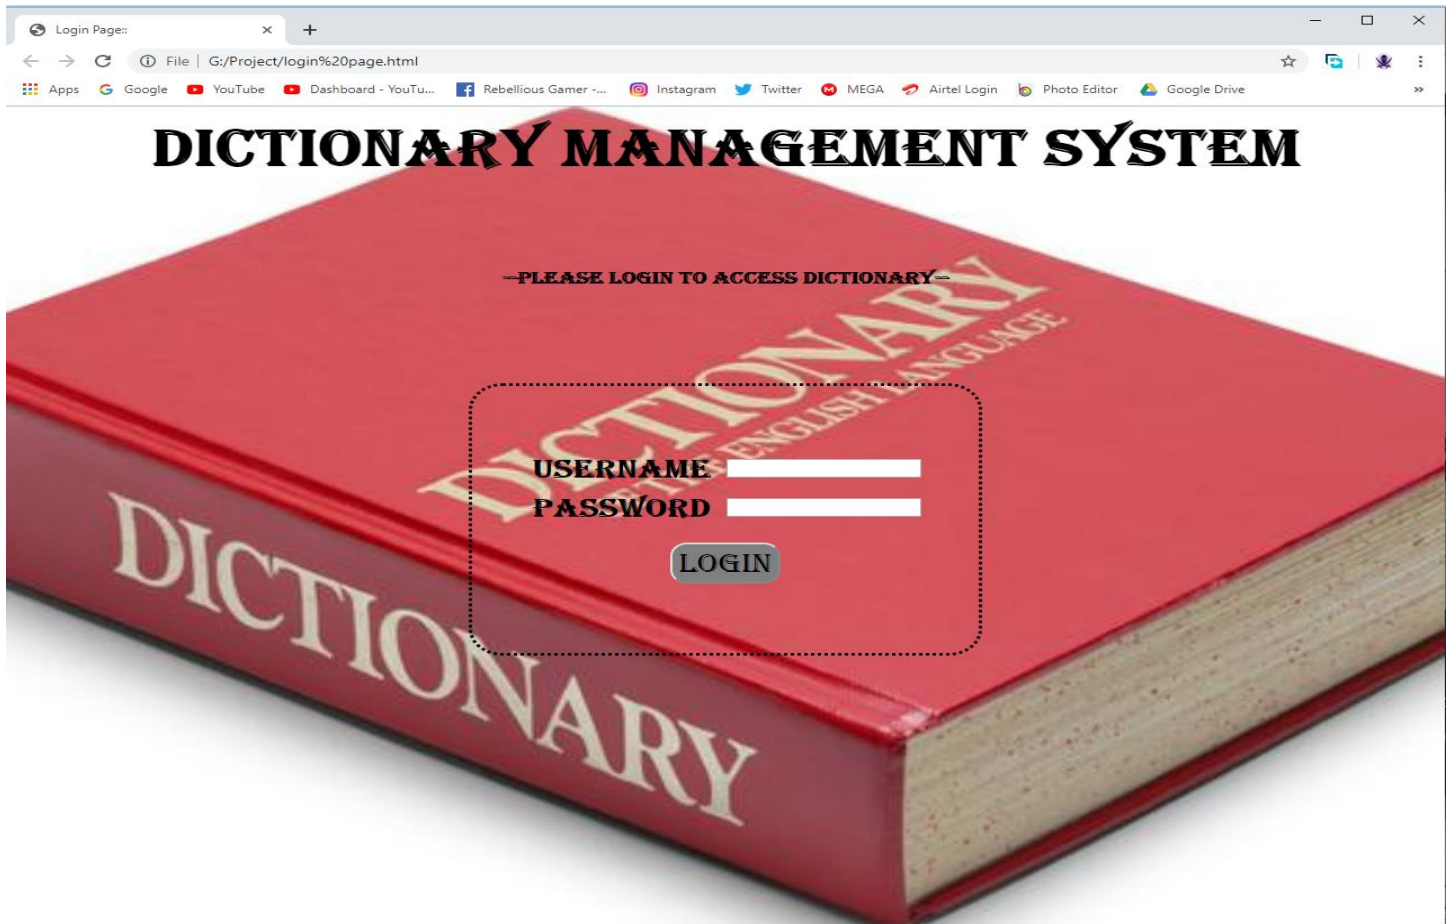 Login Page::
File | G:/Project/login%20page.html
Apps Google YouTube Dashboard - YouTu... Rebellious Gamer -... Instagram Twitter MEGA Airtel Login Photo Editor Google Drive
DICTIONARY MANAGEMENT SYSTEM
--PLEASE LOGIN TO ACCESS DICTIONARY--
DICTIONARY
ENGLISH LANGUAGE
USERNAME
PASSWORD
LOGIN
DICTIONARY